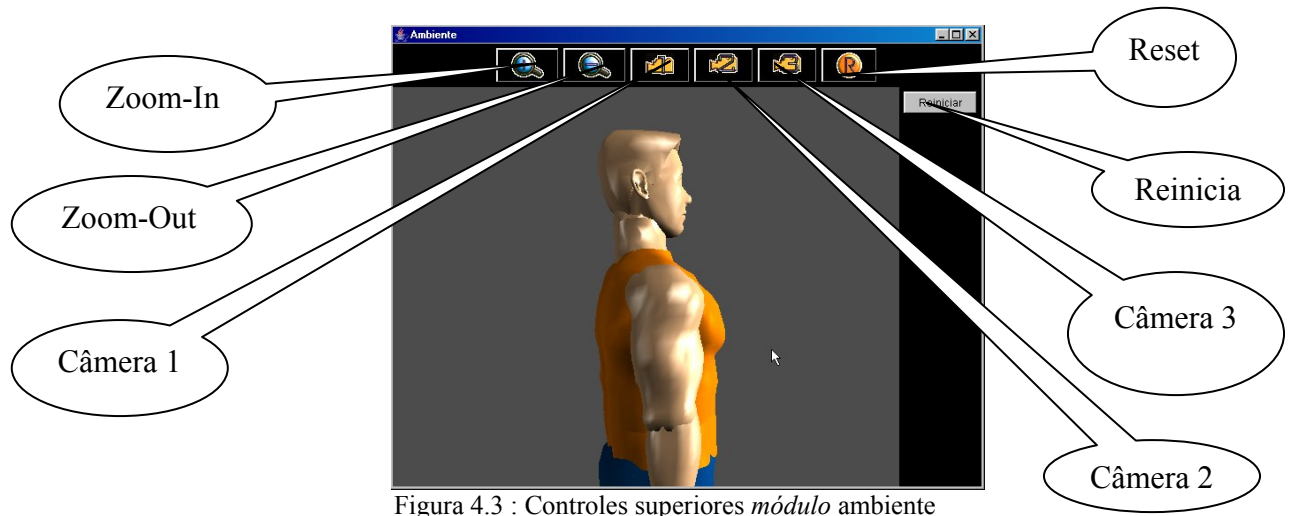 Ambiente
Reset
Zoom-In
Reiniciar
Reinicia
Zoom-Out
Câmera 3
Câmera 1
Câmera 2
Figura 4.3 : Controles superiores módulo ambiente